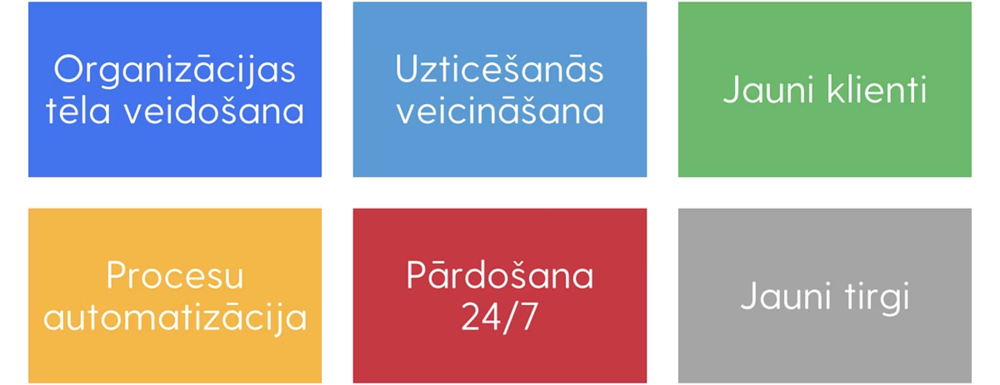 Organizācijas
tēla veidošana
Uzticēšanās
veicināšana
Jauni klienti
Procesu
automatizācija
Pārdošana
24/7
Jauni tirgi